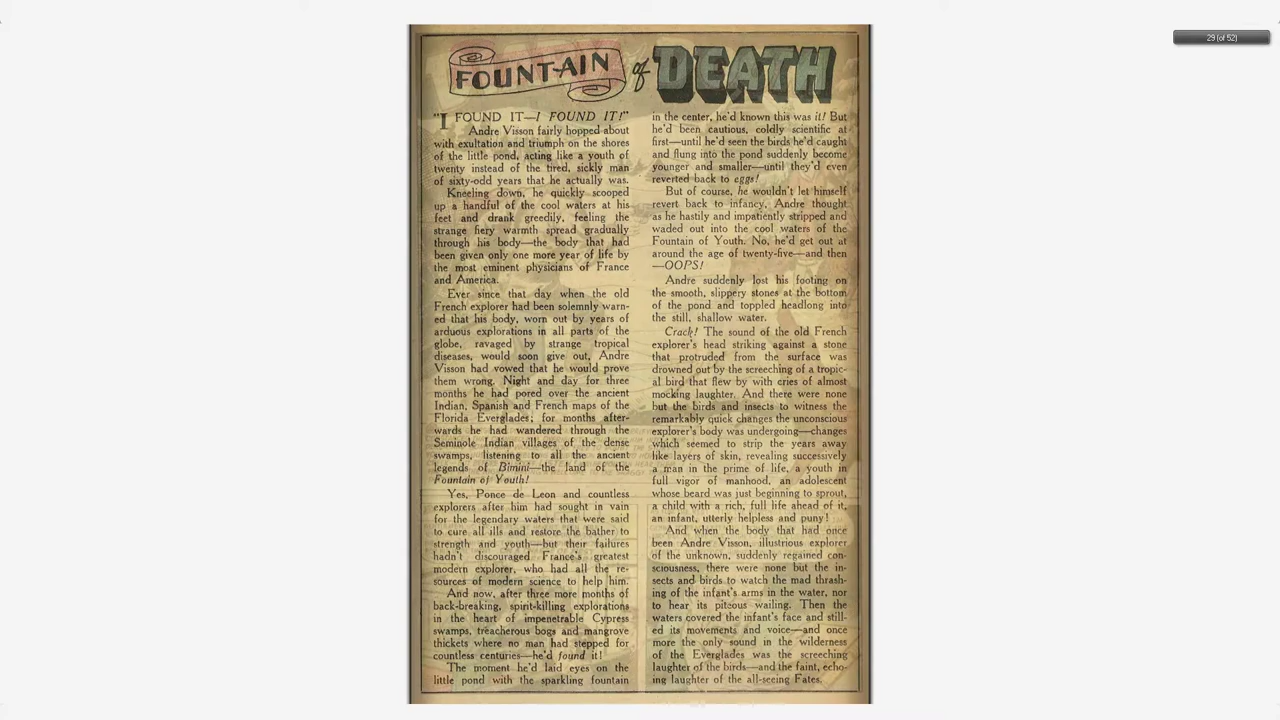 29 (of 52)
FOUNTAIN of DEATH
"I FOUND IT—I FOUND IT!"
Andre Visson fairly hopped about
with exultation and triumph on the shores
of the little pond, acting like a youth of
twenty instead of the tired, sickly man
of sixty-odd years that he actually was.
Kneeling down, he quickly scooped
up a handful of the cool waters at his
feet and drank greedily, feeling the
strange fiery warmth spread gradually
through his body—the body that had
been given only one more year of life by
the most eminent physicians of France
and America.
Ever since that day when the old
French explorer had been solemnly warn-
ed that his body, worn out by years of
arduous explorations in all parts of the
globe, ravaged by strange tropical
diseases, would soon give out, Andre
Visson had vowed that he would prove
them wrong. Night and day for three
months he had pored over the ancient
Indian, Spanish and French maps of the
Florida Everglades; for months after-
wards he had wandered through the
Seminole Indian villages of the dense
swamps, listening to all the ancient
legends of Bimini—the land of the
Fountain of Youth!
Yes, Ponce de Leon and countless
explorers after him had sought in vain
for the legendary waters that were said
to cure all ills and restore the bather to
strength and youth—but their failures
hadn't discouraged France's greatest
modern explorer, who had all the re-
sources of modern science to help him.
And now, after three more months of
back-breaking, spirit-killing explorations
in the heart of impenetrable Cypress
swamps, treacherous bogs and mangrove
thickets where no man had stepped for
countless centuries—he'd found it!
The moment he'd laid eyes on the
little pond with the sparkling fountain
in the center, he'd known this was it! But
he'd been cautious, coldly scientific at
first—until he'd seen the birds he'd caught
and flung into the pond suddenly become
younger and smaller—until they'd even
reverted back to eggs!
But of course, he wouldn't let himself
revert back to infancy, Andre thought
as he hastily and impatiently stripped and
waded out into the cool waters of the
Fountain of Youth. No, he'd get out at
around the age of twenty-five—and then
—OOPS!
Andre suddenly lost his footing on
the smooth, slippery stones at the bottom
of the pond and toppled headlong into
the still, shallow water.
Crack! The sound of the old French
explorer's head striking against a stone
that protruded from the surface was
drowned out by the screeching of a tropic-
al bird that flew by with cries of almost
mocking laughter. And there were none
but the birds and insects to witness the
remarkably quick changes the unconscious
explorer's body was undergoing—changes
which seemed to strip the years away
like layers of skin, revealing successively
a man in the prime of life, a youth in
full vigor of manhood, an adolescent
whose beard was just beginning to sprout,
a child with a rich, full life ahead of it,
an infant, utterly helpless and puny!
And when the body that had once
been Andre Visson, illustrious explorer
of the unknown, suddenly regained con-
sciousness, there were none but the in-
sects and birds to watch the mad thrash-
ing of the infant's arms in the water, nor
to hear its piteous wailing. Then the
waters covered the infant's face and still-
ed its movements and voice—and once
more the only sound in the wilderness
of the Everglades was the screeching
laughter of the birds—and the faint, echo-
ing laughter of the all-seeing Fates.